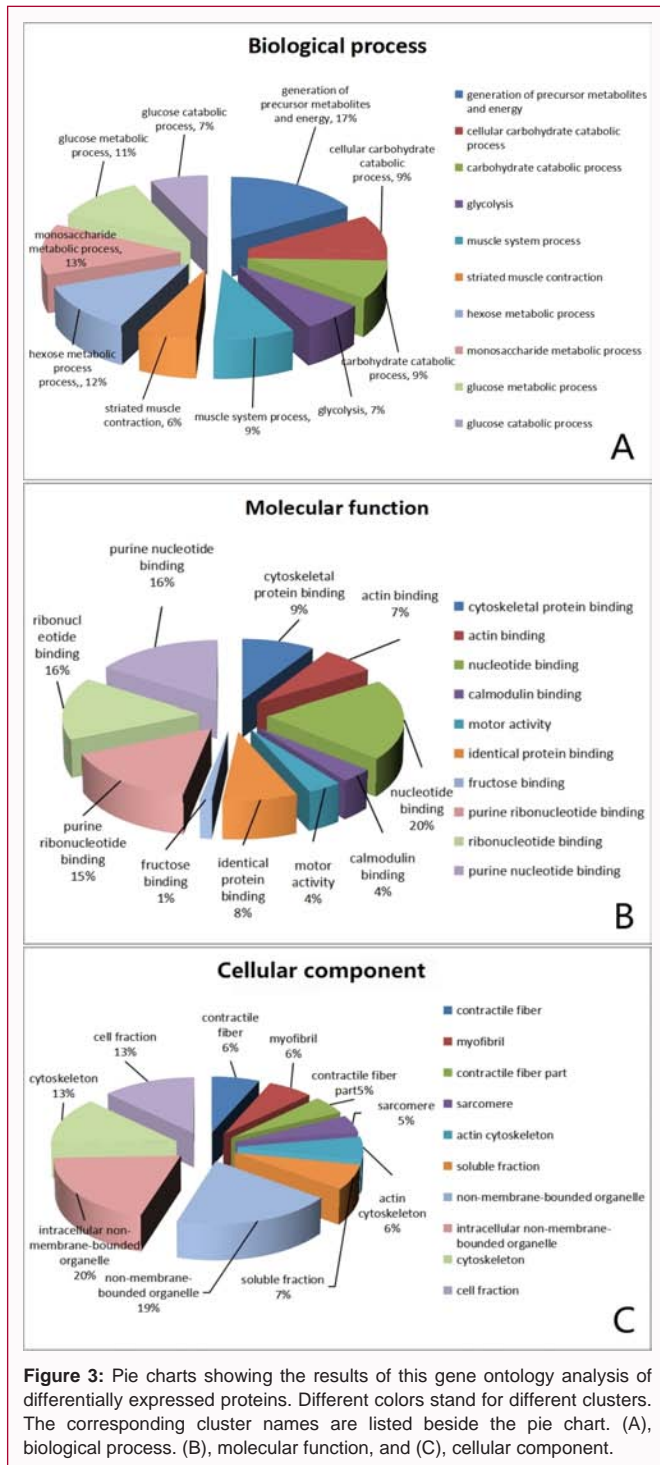 Biological process
generation of
precursor metabolites
and energy, 17%
cellular carbohydrate
catabolic
process, 9%
carbohydrate catabolic
process, 9%
glycolysis, 7%
muscle system process,
9%
striated muscle
contraction, 6%
hexose metabolic
process
process,, 12%
monosaccharide
metabolic process,
13%
glucose metabolic
process, 11%
glucose catabolic
process, 7%
generation of precursor metabolites
and energy
cellular carbohydrate catabolic
process
carbohydrate catabolic process
glycolysis
muscle system process
striated muscle contraction
hexose metabolic process
monosaccharide metabolic process
glucose metabolic process
glucose catabolic process
A
Molecular function
cytoskeletal
protein binding
9%
actin binding
7%
nucleotide
binding
20%
calmodulin
binding
4%
motor
activity
4%
identical
protein
binding
8%
fructose
binding
1%
purine
ribonucleotide
binding
15%
ribonucl
eotide
binding
16%
purine nucleotide
binding
16%
cytoskeletal protein binding
actin binding
nucleotide binding
calmodulin binding
motor activity
identical protein binding
fructose binding
purine ribonucleotide binding
ribonucleotide binding
purine nucleotide binding
B
Cellular component
contractile
fiber
6%
myofibril
6%
contractile fiber
part5%
sarcomere
5%
actin
cytoskeleton
6%
soluble fraction
7%
non-membrane-
bounded organelle
19%
intracellular non-
membrane-bounded
organelle
20%
cytoskeleton
13%
cell fraction
13%
contractile fiber
myofibril
contractile fiber part
sarcomere
actin cytoskeleton
soluble fraction
non-membrane-bounded organelle
intracellular non-membrane-
bounded organelle
cytoskeleton
cell fraction
C
Figure 3: Pie charts showing the results of this gene ontology analysis of
differentially expressed proteins. Different colors stand for different clusters.
The corresponding cluster names are listed beside the pie chart. (A),
biological process. (B), molecular function, and (C), cellular component.